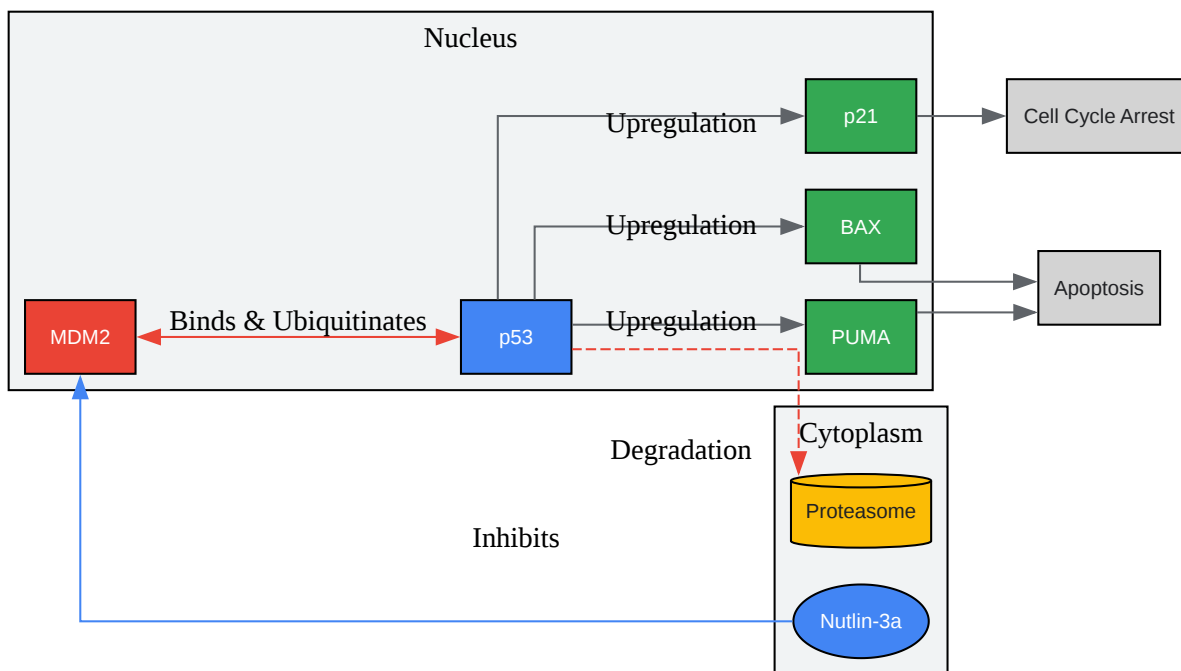 Nucleus
p21
Upregulation
Cell Cycle Arrest
BAX
Upregulation
Apoptosis
MDM2
Binds & Ubiquitinates
p53
Upregulation
PUMA
Cytoplasm
Degradation
Proteasome
Inhibits
Nutlin-3a